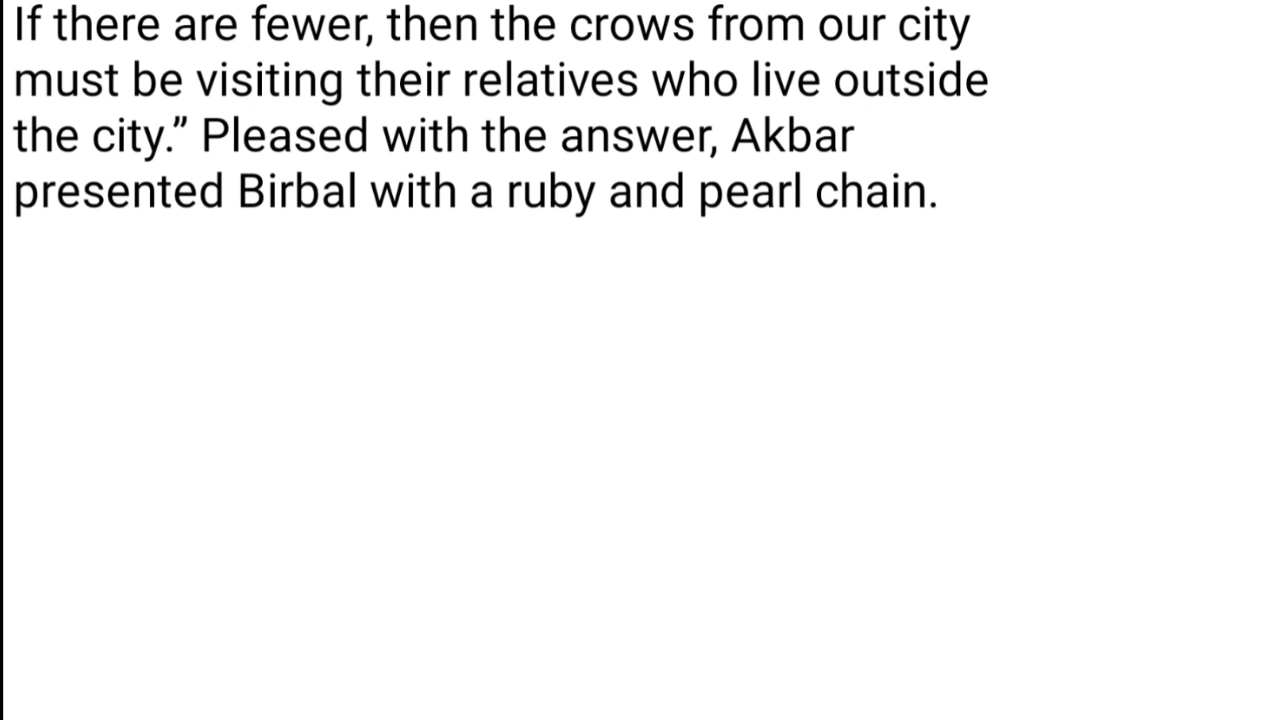 If there are fewer, then the crows from our city
must be visiting their relatives who live outside
the city.” Pleased with the answer, Akbar
presented Birbal with a ruby and pearl chain.